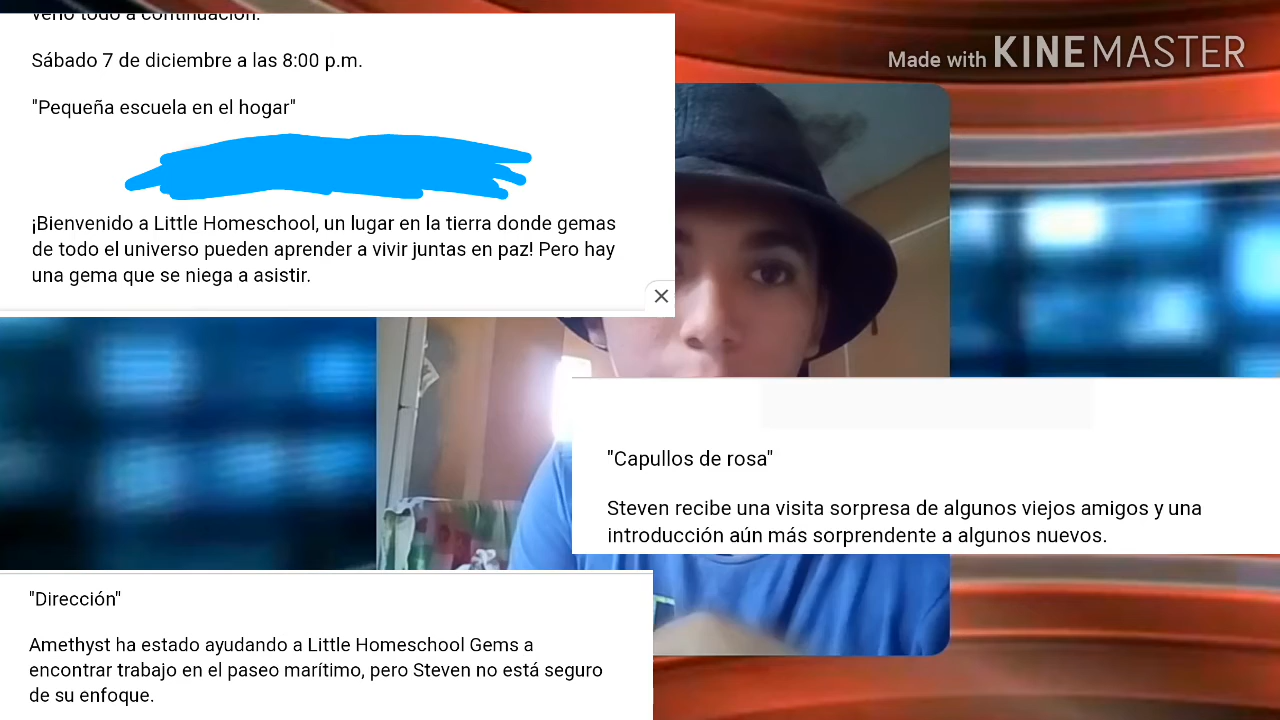 verlo todo a continuación.
Sábado 7 de diciembre a las 8:00 p.m.
"Pequeña escuela en el hogar"
¡Bienvenido a Little Homeschool, un lugar en la tierra donde gemas
de todo el universo pueden aprender a vivir juntas en paz! Pero hay
una gema que se niega a asistir.
Made with KINEMASTER
"Capullos de rosa"
Steven recibe una visita sorpresa de algunos viejos amigos y una
introducción aún más sorprendente a algunos nuevos.
"Dirección"
Amethyst ha estado ayudando a Little Homeschool Gems a
encontrar trabajo en el paseo marítimo, pero Steven no está seguro
de su enfoque.